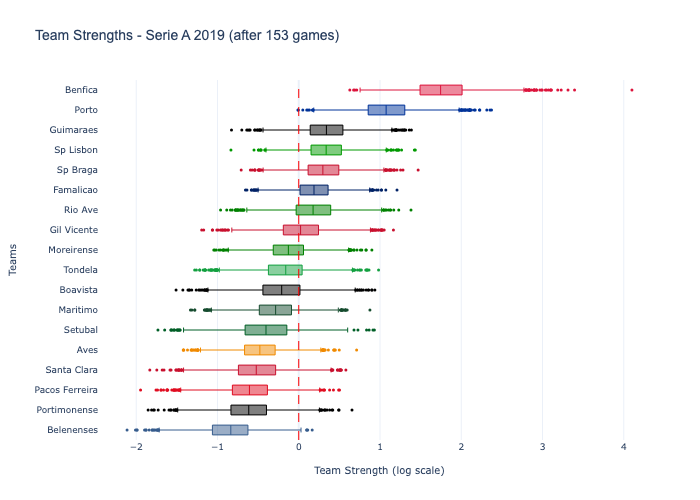 Team Strengths - Serie A 2019 (after 153 games)
Benfica
Porto
Guimaraes
Sp Lisbon
Sp Braga
Famalicao
Rio Ave
Gil Vicente
Moreirense
Tondela
Boavista
Maritimo
Setubal
Aves
Santa Clara
Pacos Ferreira
Portimonense
Belenenses
Teams
−2 −1 0 1 2 3 4
Team Strength (log scale)